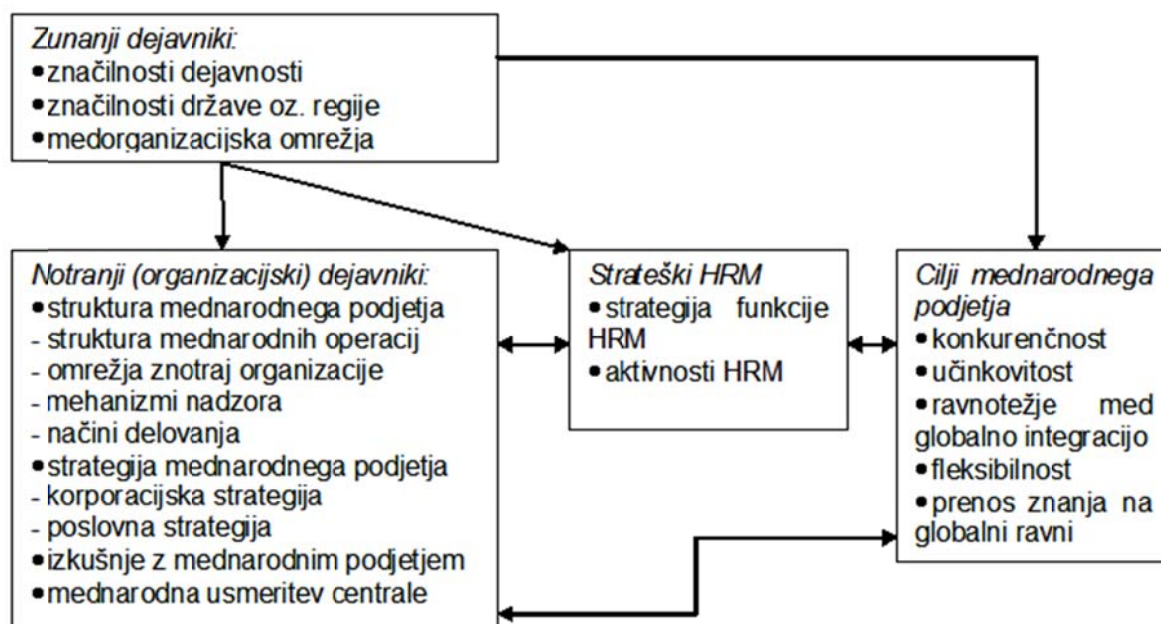 Zunanji dejavniki:
•značilnosti dejavnosti
•značilnosti države oz. regije
•medorganizacijska omrežja
Notranji (organizacijski) dejavniki:
•struktura mednarodnega podjetja
- struktura mednarodnih operacij
- omrežja znotraj organizacije
- mehanizmi nadzora
- načini delovanja
•strategija mednarodnega podjetja
- korporacijska strategija
- poslovna strategija
•izkušnje z mednarodnim podjetjem
•mednarodna usmeritev centrale
Strateški HRM
• strategija funkcije
HRM
• aktivnosti HRM
Cilji mednarodnega
podjetja
• konkurenčnost
• učinkovitost
• ravnotežje med
globalno integracijo
• fleksibilnost
• prenos znanja na
globalni ravni